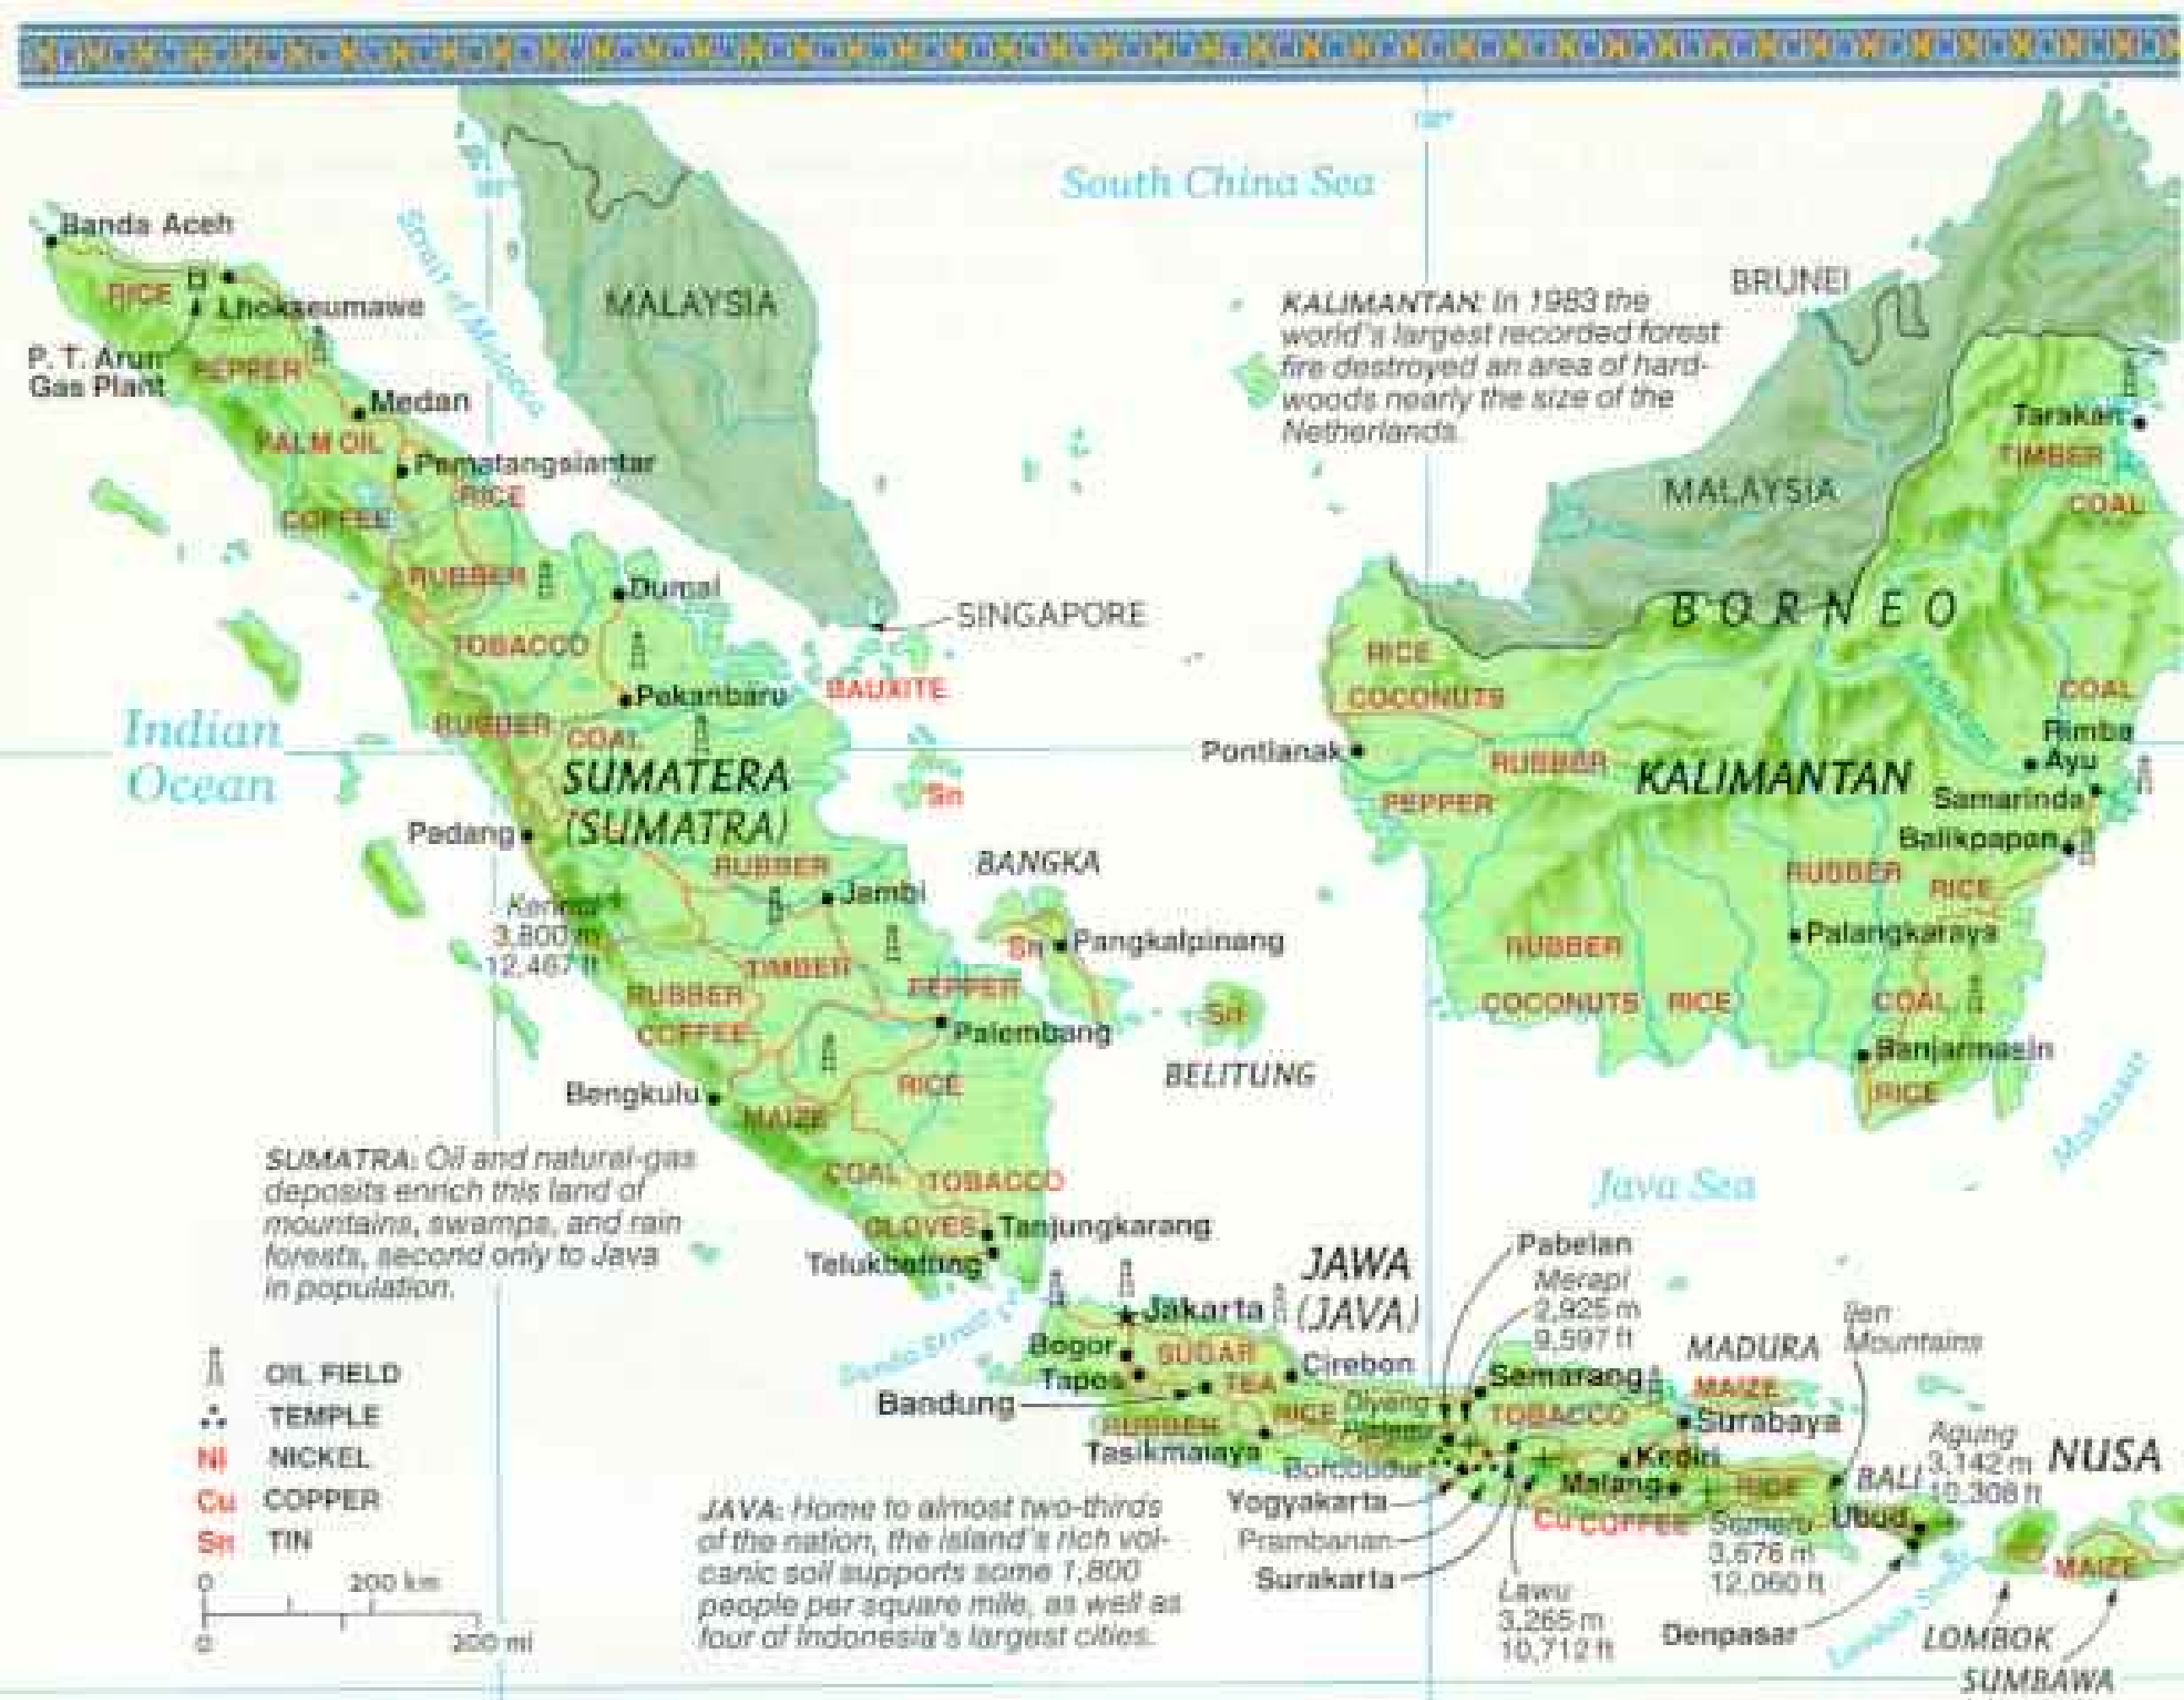 South China Sea
Banda Aceh
RICE
Lhokseumawe
P. T. Arun
Gas Plant
PEPPER
Medan
PALM OIL
Pematangsiantar
RICE
COFFEE
RUBBER
Dumai
TOBACCO
Pekanbaru
RUBBER
COAL
SUMATERA
(SUMATRA)
Padang
RUBBER
Jambi
3,800 m
12,467 ft
TIMBER
RUBBER
PEPPER
COFFEE
Palembang
RICE
Bengkulu
MAIZE
COAL
TOBACCO
CLOVES
Tanjungkarang
Telukbetung
Strait of Malacca
MALAYSIA
SINGAPORE
BAUXITE
Sn
BANGKA
Sn
Pangkalpinang
Sn
BELITUNG
Indian
Ocean
KALIMANTAN: In 1983 the
world's largest recorded forest
fire destroyed an area of hard-
woods nearly the size of the
Netherlands.
BRUNEI
MALAYSIA
Tarakan
TIMBER
COAL
BORNEO
RICE
COCONUTS
Pontianak
RUBBER
PEPPER
KALIMANTAN
COAL
Rimba
Ayu
Samarinda
Balikpapan
RUBBER
RICE
Palangkaraya
RUBBER
COCONUTS
RICE
COAL
Banjarmasin
RICE
Makassar
Java Sea
SUMATRA: Oil and natural-gas
deposits enrich this land of
mountains, swamps, and rain
forests, second only to Java
in population.
OIL FIELD
TEMPLE
Ni NICKEL
Cu COPPER
Sn TIN
0 200 km
0 200 mi
JAVA: Home to almost two-thirds
of the nation, the island's rich vol-
canic soil supports some 1,800
people per square mile, as well as
four of Indonesia's largest cities.
JAWA
(JAVA)
Jakarta
Bogor
SUGAR
Tapos
TEA
Cirebon
Bandung
RUBBER
RICE
Tasikmalaya
Dieng
Plateau
Borobudur
Yogyakarta
Prambanan
Surakarta
Pabelan
Merapi
2,925 m
9,597 ft
Semarang
TOBACCO
MADURA
MAIZE
Surabaya
Kediri
Malang
RICE
Cu
COFFEE
Lawu
3,265 m
10,712 ft
Semeru
3,676 m
12,060 ft
Ijen
Mountains
BALI
Agung
3,142 m
10,308 ft
Ubud
Denpasar
NUSA
MAIZE
LOMBOK
SUMBAWA